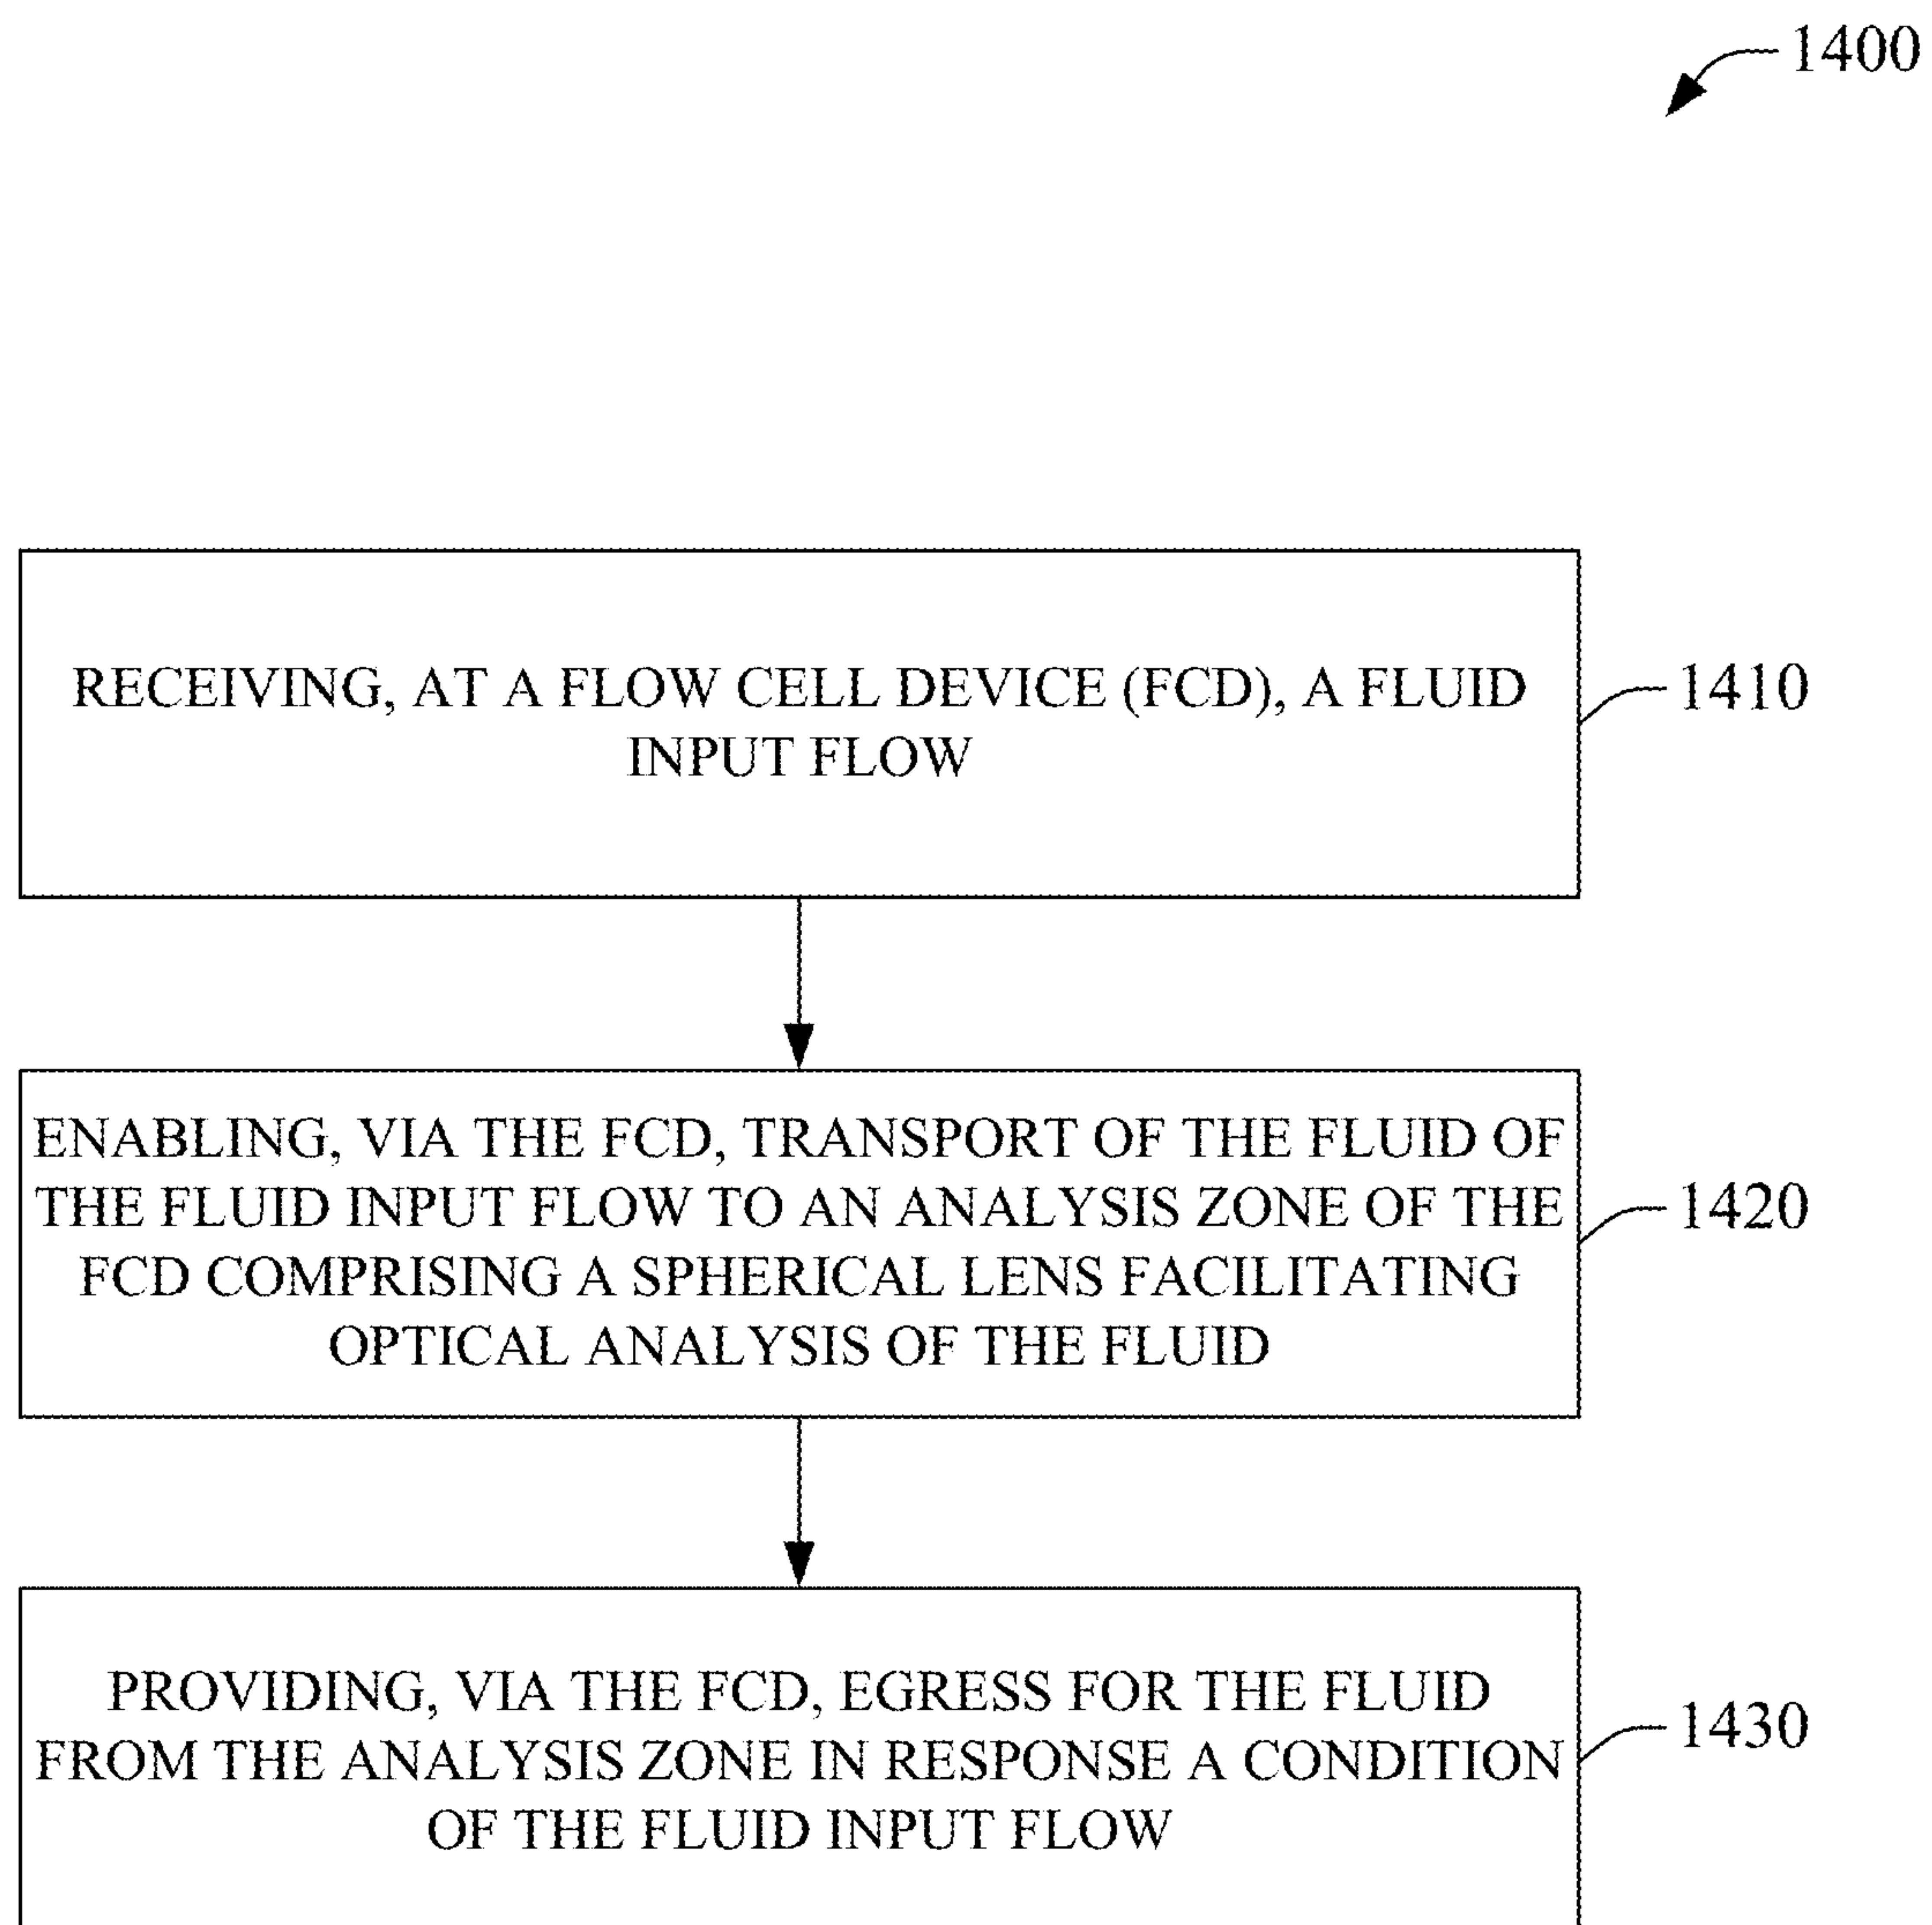 1400
RECEIVING, AT A FLOW CELL DEVICE (FCD), A FLUID
INPUT FLOW
1410
ENABLING, VIA THE FCD, TRANSPORT OF THE FLUID OF
THE FLUID INPUT FLOW TO AN ANALYSIS ZONE OF THE
FCD COMPRISING A SPHERICAL LENS FACILITATING
OPTICAL ANALYSIS OF THE FLUID
1420
PROVIDING, VIA THE FCD, EGRESS FOR THE FLUID
FROM THE ANALYSIS ZONE IN RESPONSE A CONDITION
OF THE FLUID INPUT FLOW
1430